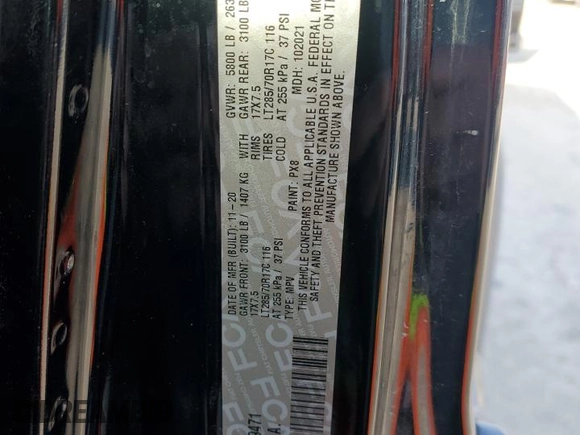 DATE OF MFR (BUILT): 11-20 GVWR: 5800 LB / 263
GAWR FRONT: 3100 LB / 1407 KG WITH GAWR REAR: 3100 LB
17X7.5 RIMS 17X7.5
LT285/70R17C 116 TIRES LT285/70R17C 116
AT 255 kPa / 37 PSI COLD AT 255 kPa / 37 PSI
TYPE: MPV PAINT: PX8 MDH: 102021
THIS VEHICLE CONFORMS TO ALL APPLICABLE U.S.A. FEDERAL MO
SAFETY AND THEFT PREVENTION STANDARDS IN EFFECT ON TH
MANUFACTURE SHOWN ABOVE.
9471
FCA